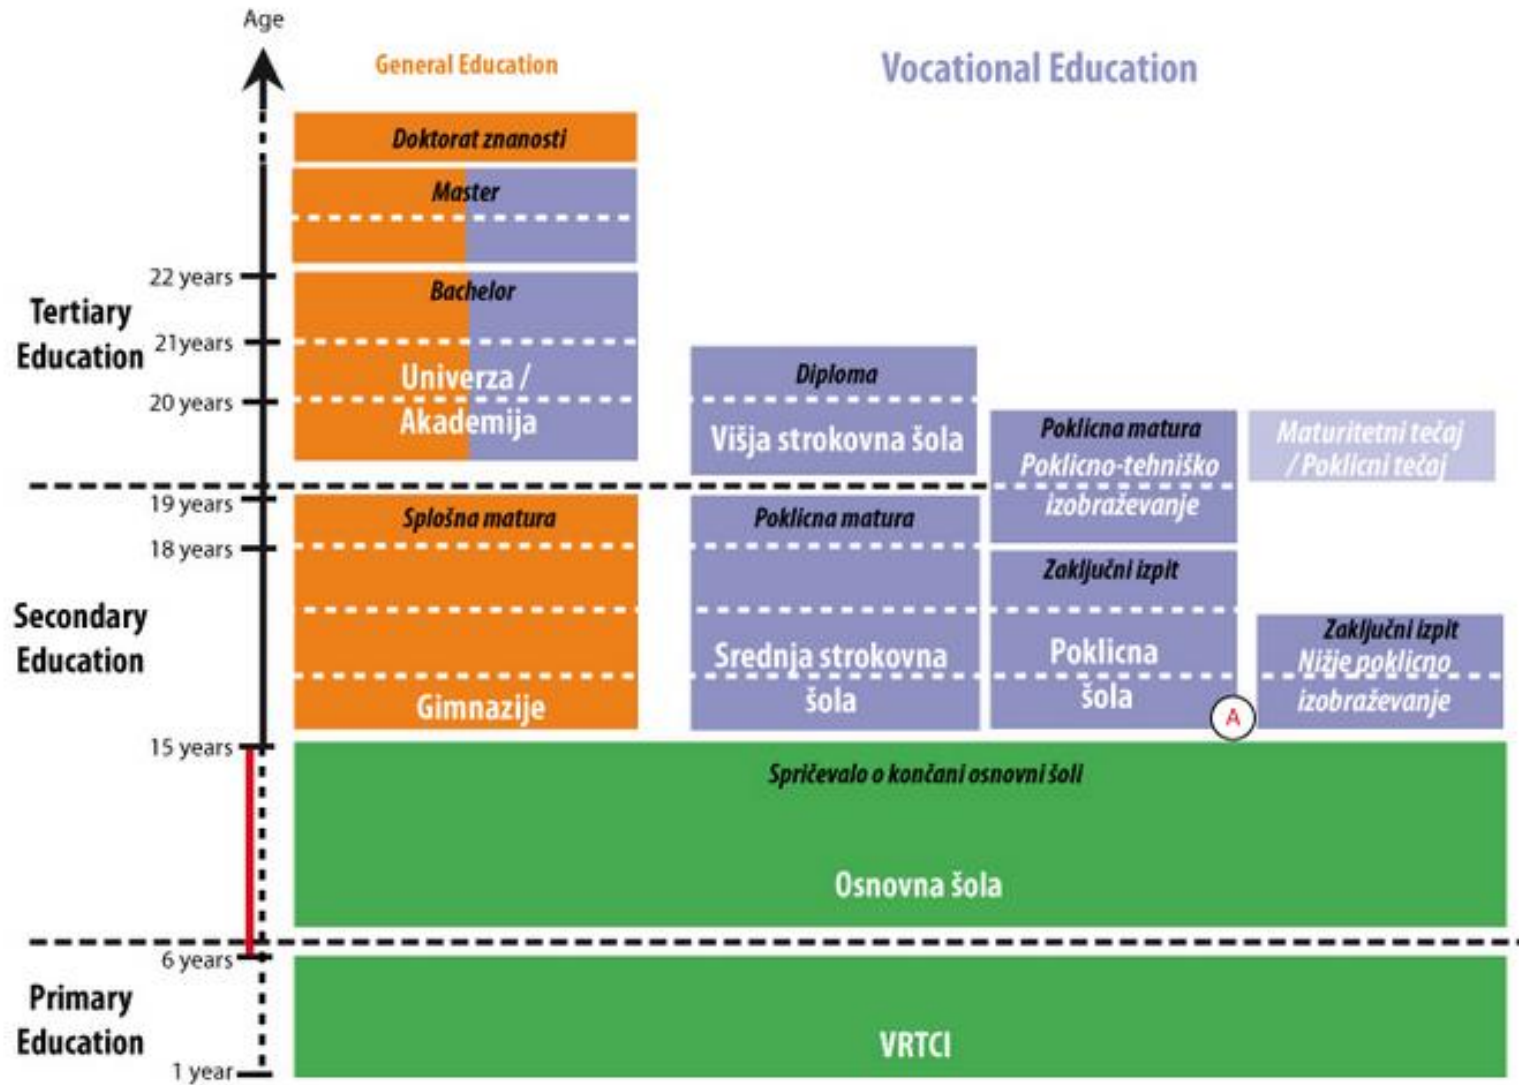 Age
General Education
Vocational Education
Doktorat znanosti
Master
22 years
Bachelor
Tertiary
Education
21years
Univerza /
Akademija
20 years
Diploma
Višja strokovna šola
Poklicna matura
Poklicno-tehniško
izobraževanje
Maturitetni tečaj
/ Poklicni tečaj
19 years
Splošna matura
Poklicna matura
18 years
Zaključni izpit
Secondary
Education
Gimnazije
Srednja strokovna
šola
Poklicna
šola
Zaključni izpit
Nižje poklicno
izobraževanje
A
15 years
Spričevalo o končani osnovni šoli
Osnovna šola
6 years
Primary
Education
VRTCI
1 year